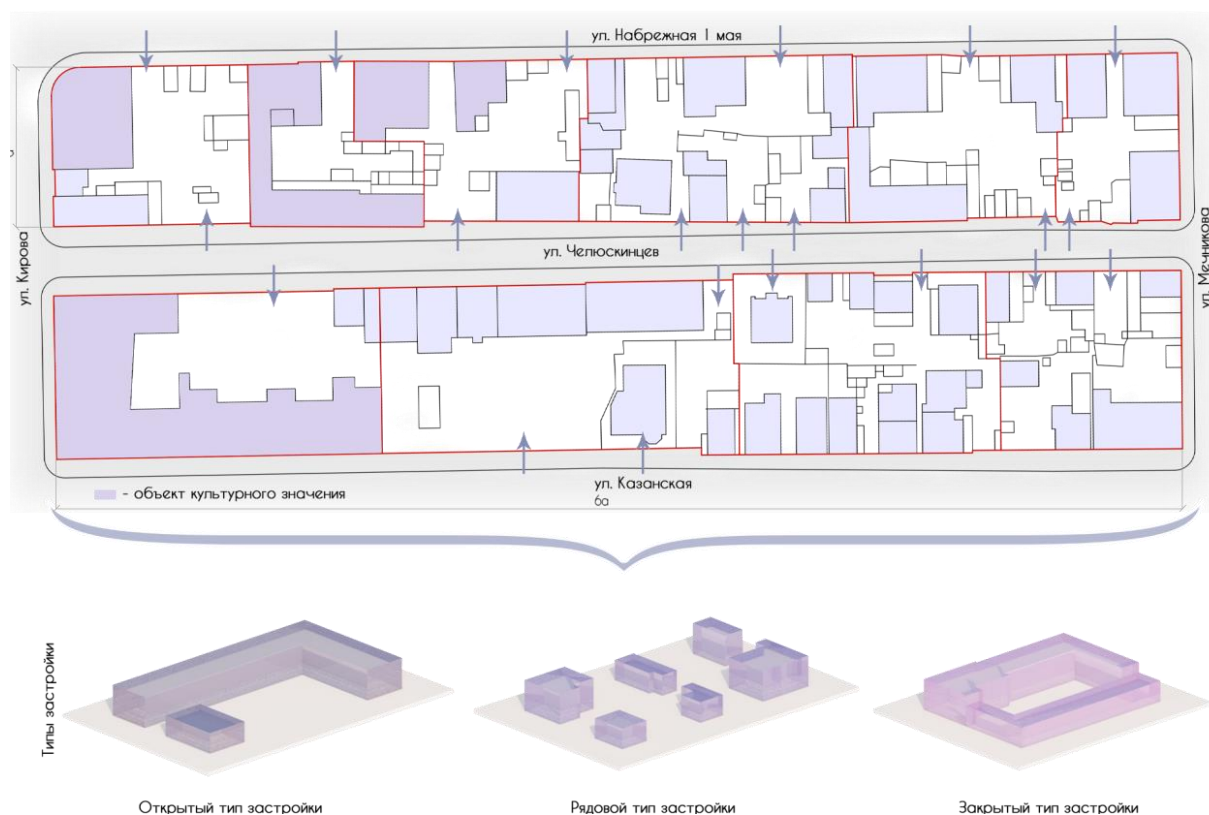 ул. Набрежная 1 мая
ул. Кирова
ул. Челюскинцев
ул. Мечникова
- объект культурного значения
ул. Казанская
6а
Типы застройки
Открытый тип застройки
Рядовой тип застройки
Закрытый тип застройки